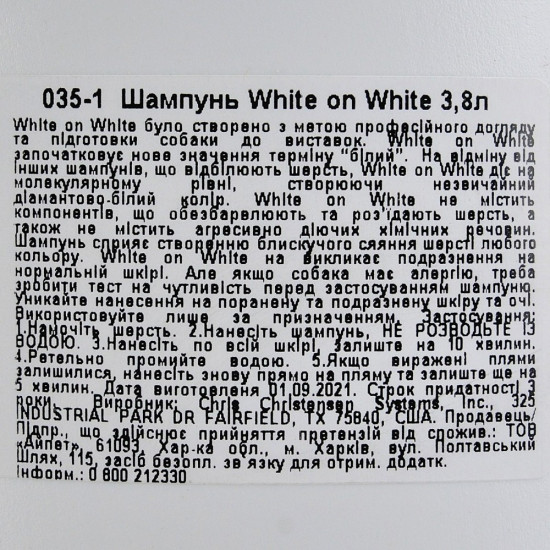 035-1 Шампунь White on White 3,8л
White on White було створено з метою професійного догляду
та підготовки собаки до виставок. White on White
започатковує нове значення терміну “білий”. На відміну від
інших шампунів, що відбілюють шерсть, White on White діє на
молекулярному рівні, створюючи незвичайний
діамантово-білий колір. White on White не містить
компонентів, що обезбарвлюють та роз'їдають шерсть, а
також не містить агресивно діючих хімічних речовин.
Шампунь сприяє створенню блискучого сяяння шерсті любого
кольору. White on White на викликає подразнення на
нормальній шкірі. Але якщо собака має алергію, треба
зробити тест на чутливість перед застосуванням шампуню.
Уникайте нанесення на поранену та подразнену шкіру та очі.
Використовуйте лише за призначенням. Застосування:
1.Намочіть шерсть. 2.Нанесіть шампунь, НЕ РОЗВОДЬТЕ ІЗ
ВОДОЮ. 3.Нанесіть по всій шкірі, залиште на 10 хвилин.
4.Ретельно промийте водою. 5.Якщо виражені плями
залишилися, нанесіть знову прямо на пляму та залиште ще на
5 хвилин. Дата виготовленя 01.09.2021. Строк придатності 3
роки. Виробник: Chris Christensen Systems, Inc., 325
INDUSTRIAL PARK DR FAIRFIELD, TX 75840, США. Продавець/
Підпр., що здійснює прийняття претензій від спожив.: ТОВ
«Айпет», 61093, Хар-ка обл., м. Харків, вул. Полтавський
Шлях, 115, засіб безопл. зв'язку для отрим. додатк.
інформ.: 0 800 212330